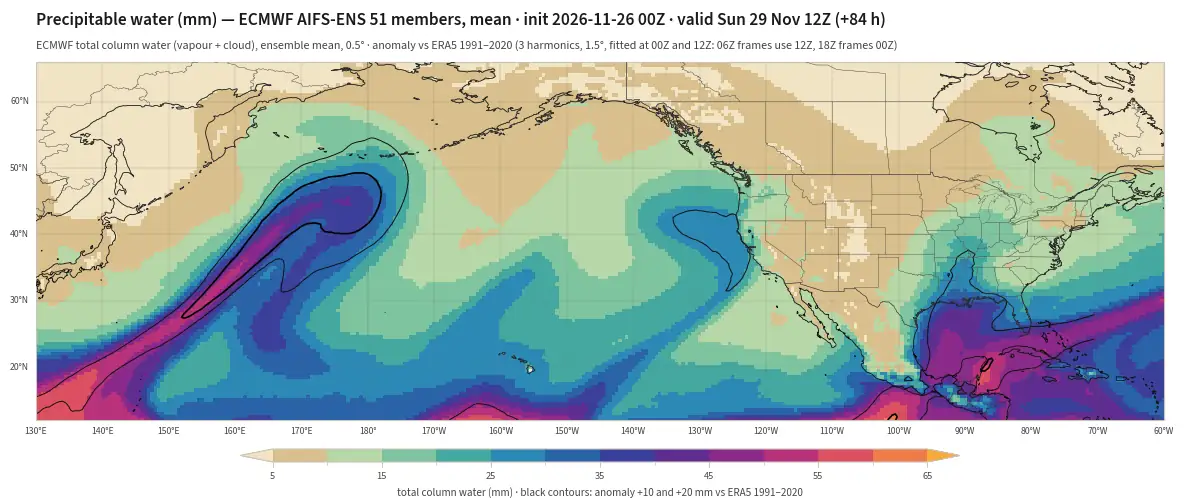 Precipitable water (mm) — ECMWF AIFS-ENS 51 members, mean · init 2026-11-26 00Z · valid Sun 29 Nov 12Z (+84 h)
ECMWF total column water (vapour + cloud), ensemble mean, 0.5° · anomaly vs ERA5 1991–2020 (3 harmonics, 1.5°, fitted at 00Z and 12Z: 06Z frames use 12Z, 18Z frames 00Z)
60°N
50°N
40°N
30°N
20°N
130°E 140°E 150°E 160°E 170°E 180° 170°W 160°W 150°W 140°W 130°W 120°W 110°W 100°W 90°W 80°W 70°W 60°W
5 15 25 35 45 55 65
total column water (mm) · black contours: anomaly +10 and +20 mm vs ERA5 1991–2020